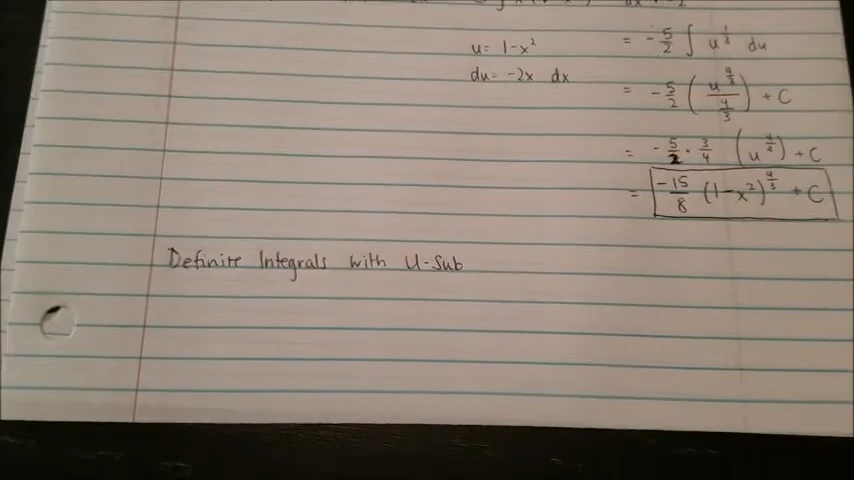 u = 1-x²
du = -2x dx
= -5/2 ∫ u^(1/3) du
= -5/2 (u^(4/3) / (4/3)) + C
= -5/2 · 3/4 (u^(4/3)) + C
= -15/8 (1-x²)^(4/3) + C
Definite Integrals with U-Sub